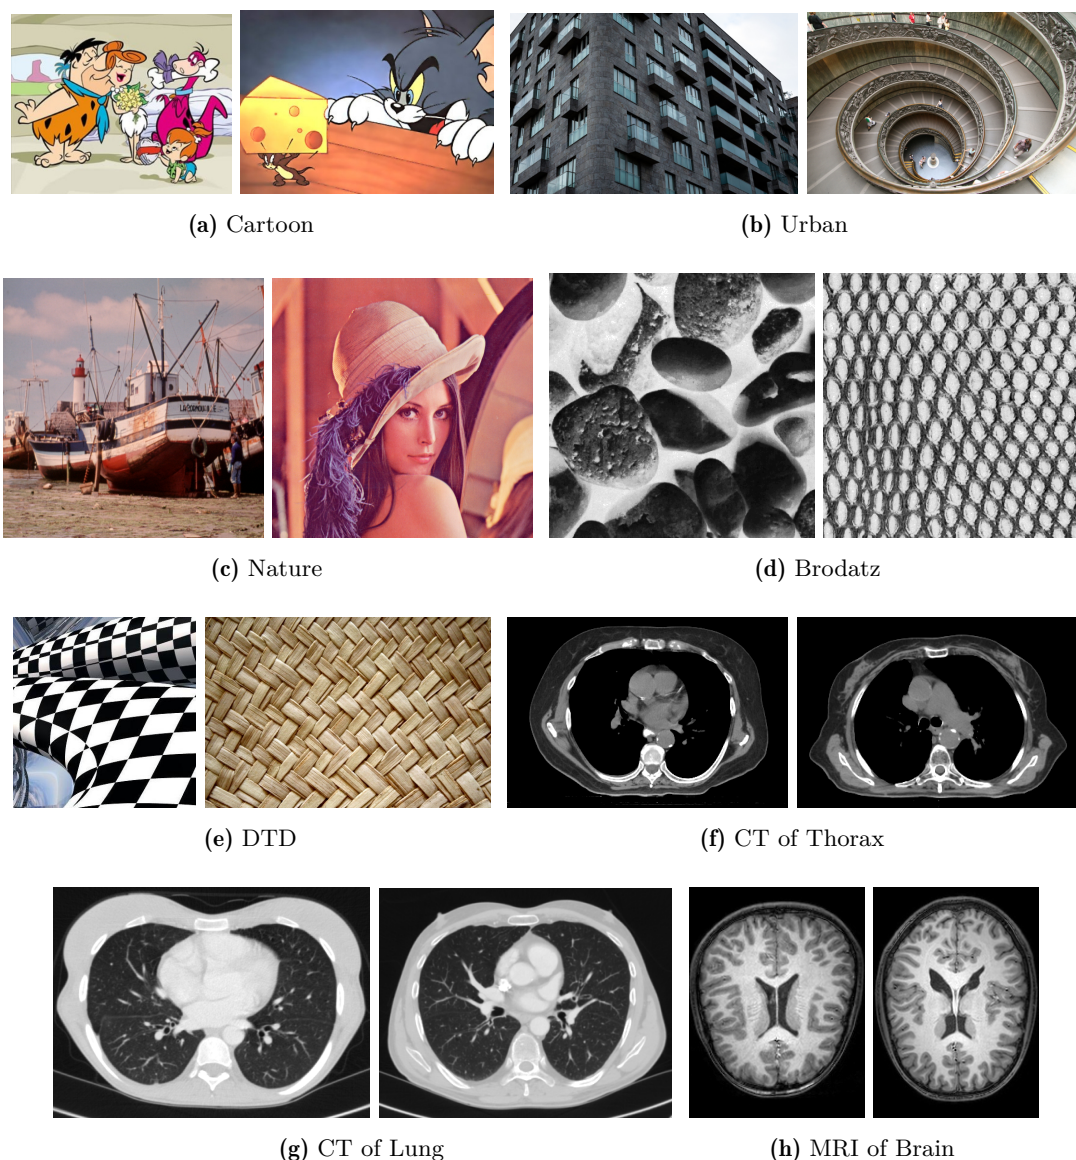 (a) Cartoon
(b) Urban
(c) Nature
(d) Brodatz
(e) DTD
(f) CT of Thorax
(g) CT of Lung
(h) MRI of Brain